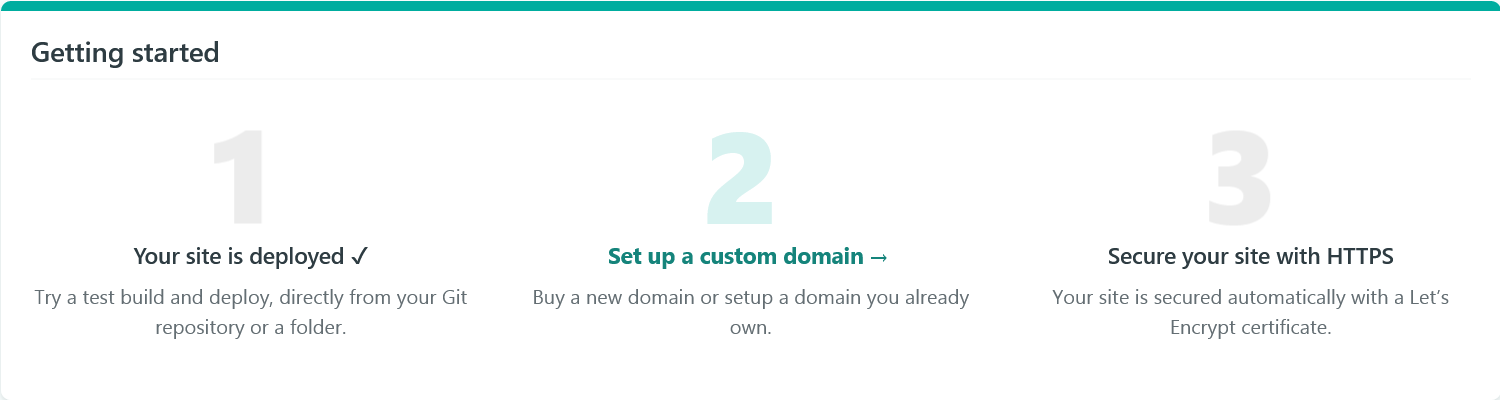 Getting started
1
Your site is deployed ✓
Try a test build and deploy, directly from your Git
repository or a folder.
2
Set up a custom domain →
Buy a new domain or setup a domain you already
own.
3
Secure your site with HTTPS
Your site is secured automatically with a Let’s
Encrypt certificate.